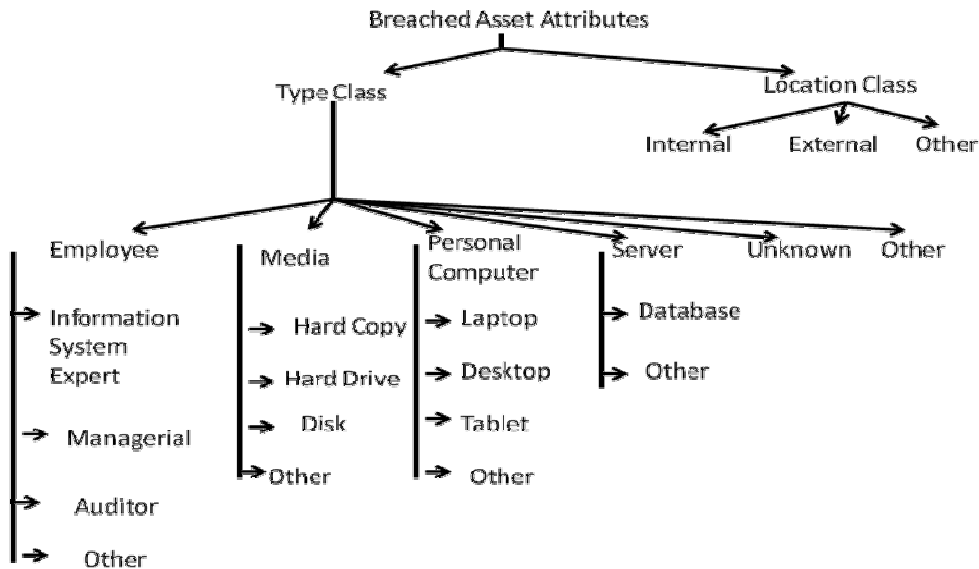 Breached Asset Attributes
Type Class
Location Class
Internal
External
Other
Employee
Media
Personal
Computer
Server
Unknown
Other
Information
System
Expert
Managerial
Auditor
Other
Hard Copy
Hard Drive
Disk
Other
Laptop
Desktop
Tablet
Other
Database
Other